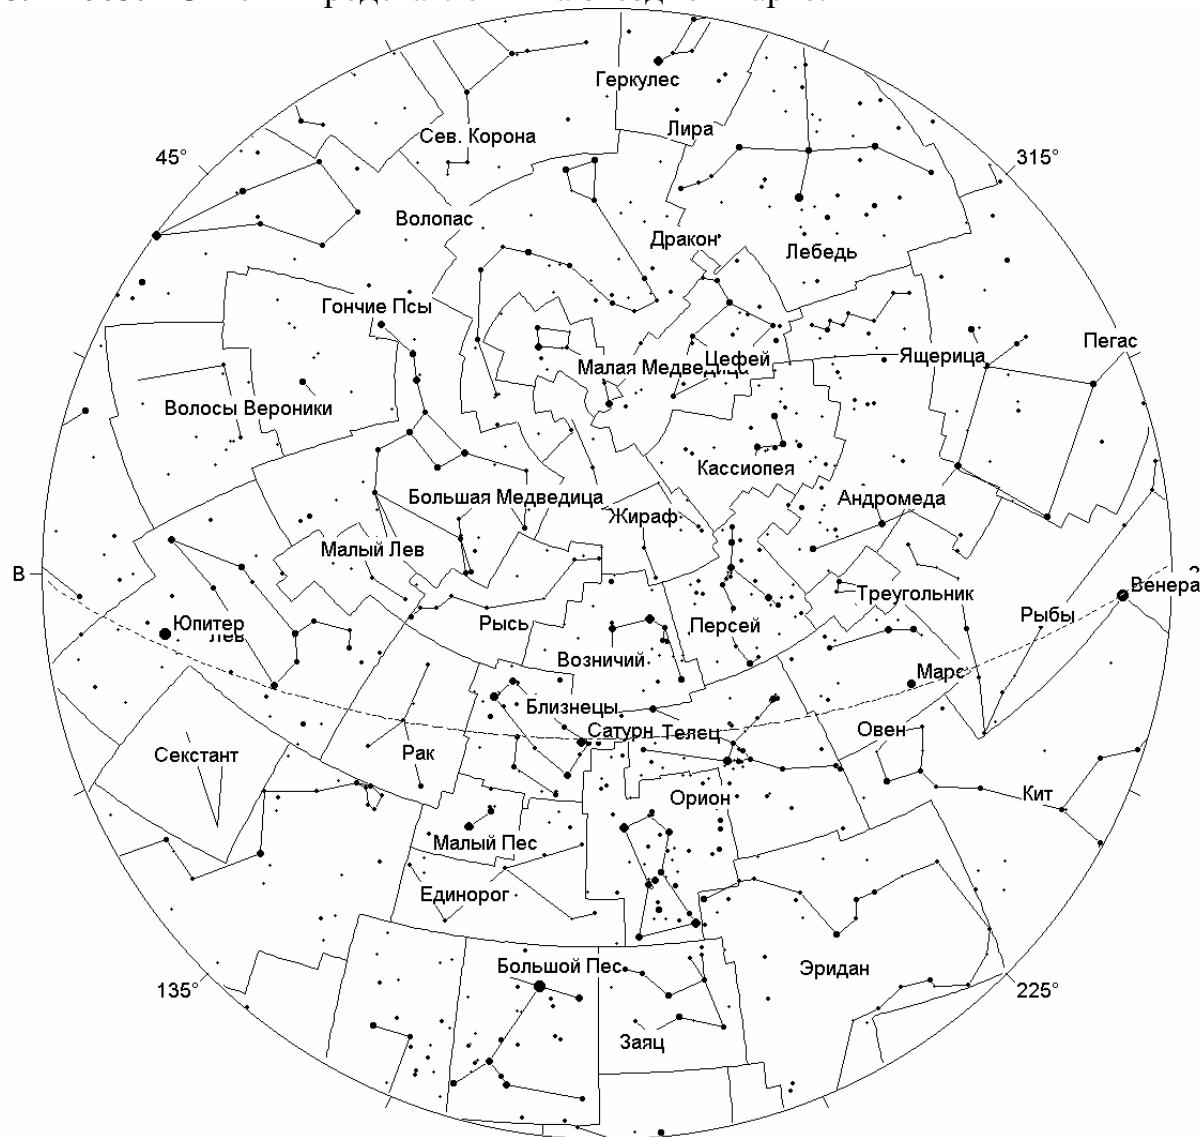 Геркулес
Лира
Сев. Корона
45°
315°
Волопас
Дракон
Лебедь
Гончие Псы
Пегас
Ящерица
Цефей
Малая Медведица
Волосы Вероники
Кассиопея
Большая Медведица
Андромеда
Жираф
Малый Лев
В
Венера
Треугольник
Рыбы
Юпитер
Лев
Рысь
Персей
Возничий
Марс
Близнецы
Сатурн
Телец
Овен
Секстант
Рак
Орион
Кит
Малый Пес
Единорог
Большой Пес
Эридан
135°
225°
Заяц